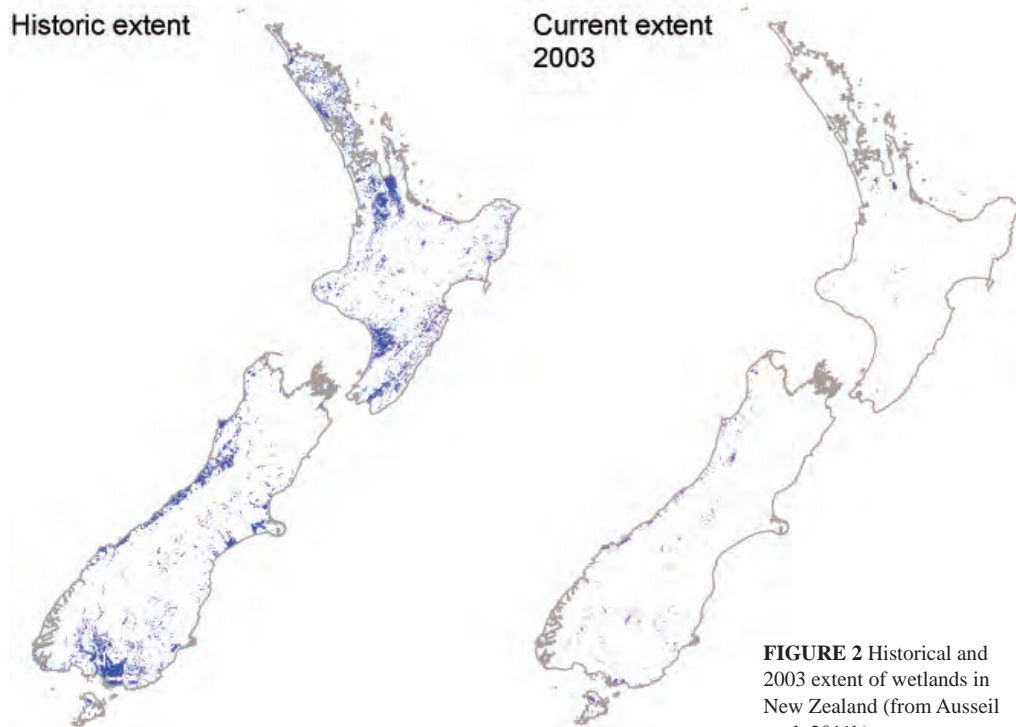 Historic extent
Current extent
2003
FIGURE 2 Historical and
2003 extent of wetlands in
New Zealand (from Ausseil